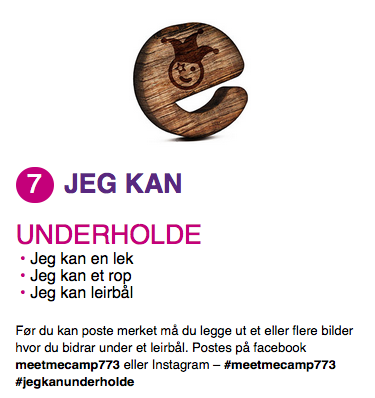 e
7 JEG KAN
UNDERHOLDE
• Jeg kan en lek
• Jeg kan et rop
• Jeg kan leirbål
Før du kan poste merket må du legge ut et eller flere bilder
hvor du bidrar under et leirbål. Postes på facebook
meetmecamp773 eller Instagram – #meetmecamp773
#jegkanunderholde